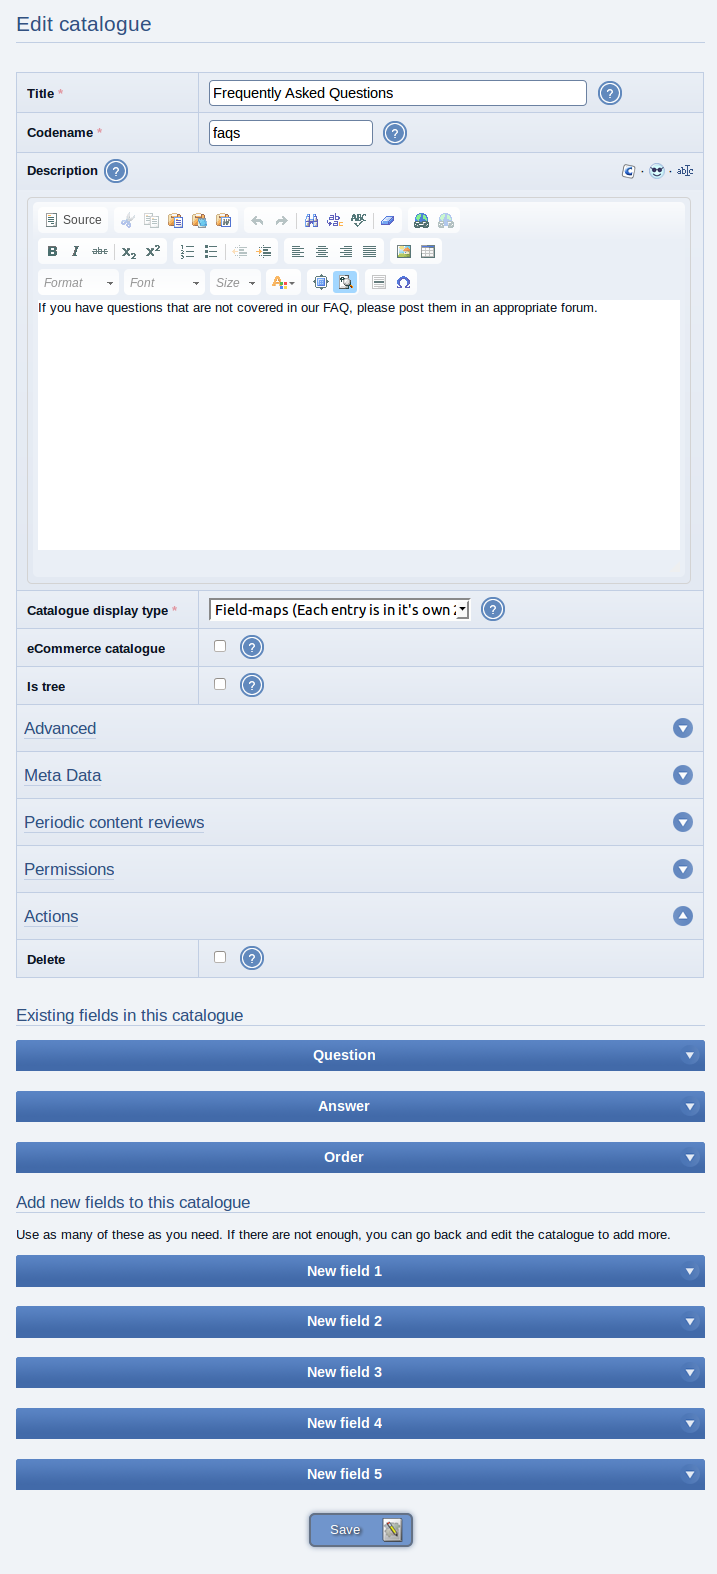 Edit catalogue
Title *
Frequently Asked Questions
?
Codename *
faqs
?
Description ?
· · abc
Source
ab ac ABC
B I abc X2 X2
Format Font Size A Ω
If you have questions that are not covered in our FAQ, please post them in an appropriate forum.
Catalogue display type *
Field-maps (Each entry is in it's own
?
eCommerce catalogue ?
Is tree ?
Advanced
Meta Data
Periodic content reviews
Permissions
Actions
Delete ?
Existing fields in this catalogue
Question
Answer
Order
Add new fields to this catalogue
Use as many of these as you need. If there are not enough, you can go back and edit the catalogue to add more.
New field 1
New field 2
New field 3
New field 4
New field 5
Save